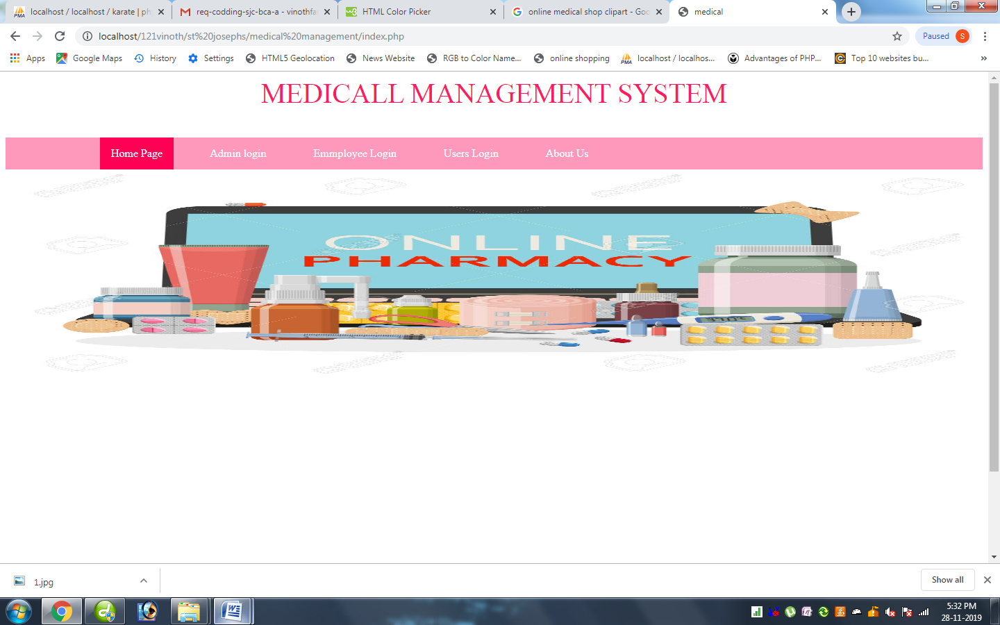 localhost / localhost / karate | ph
req-codding-sjc-bca-a - vinothfa
HTML Color Picker
online medical shop clipart - Goo
medical
localhost/121vinoth/st%20josephs/medical%20management/index.php
Paused S
Apps Google Maps History Settings HTML5 Geolocation News Website RGB to Color Name... online shopping localhost / localhos... Advantages of PHP... Top 10 websites bu... »
MEDICALL MANAGEMENT SYSTEM
Home Page Admin login Emmployee Login Users Login About Us
ONLINE
PHARMACY
1.jpg
Show all
5:32 PM
28-11-2019